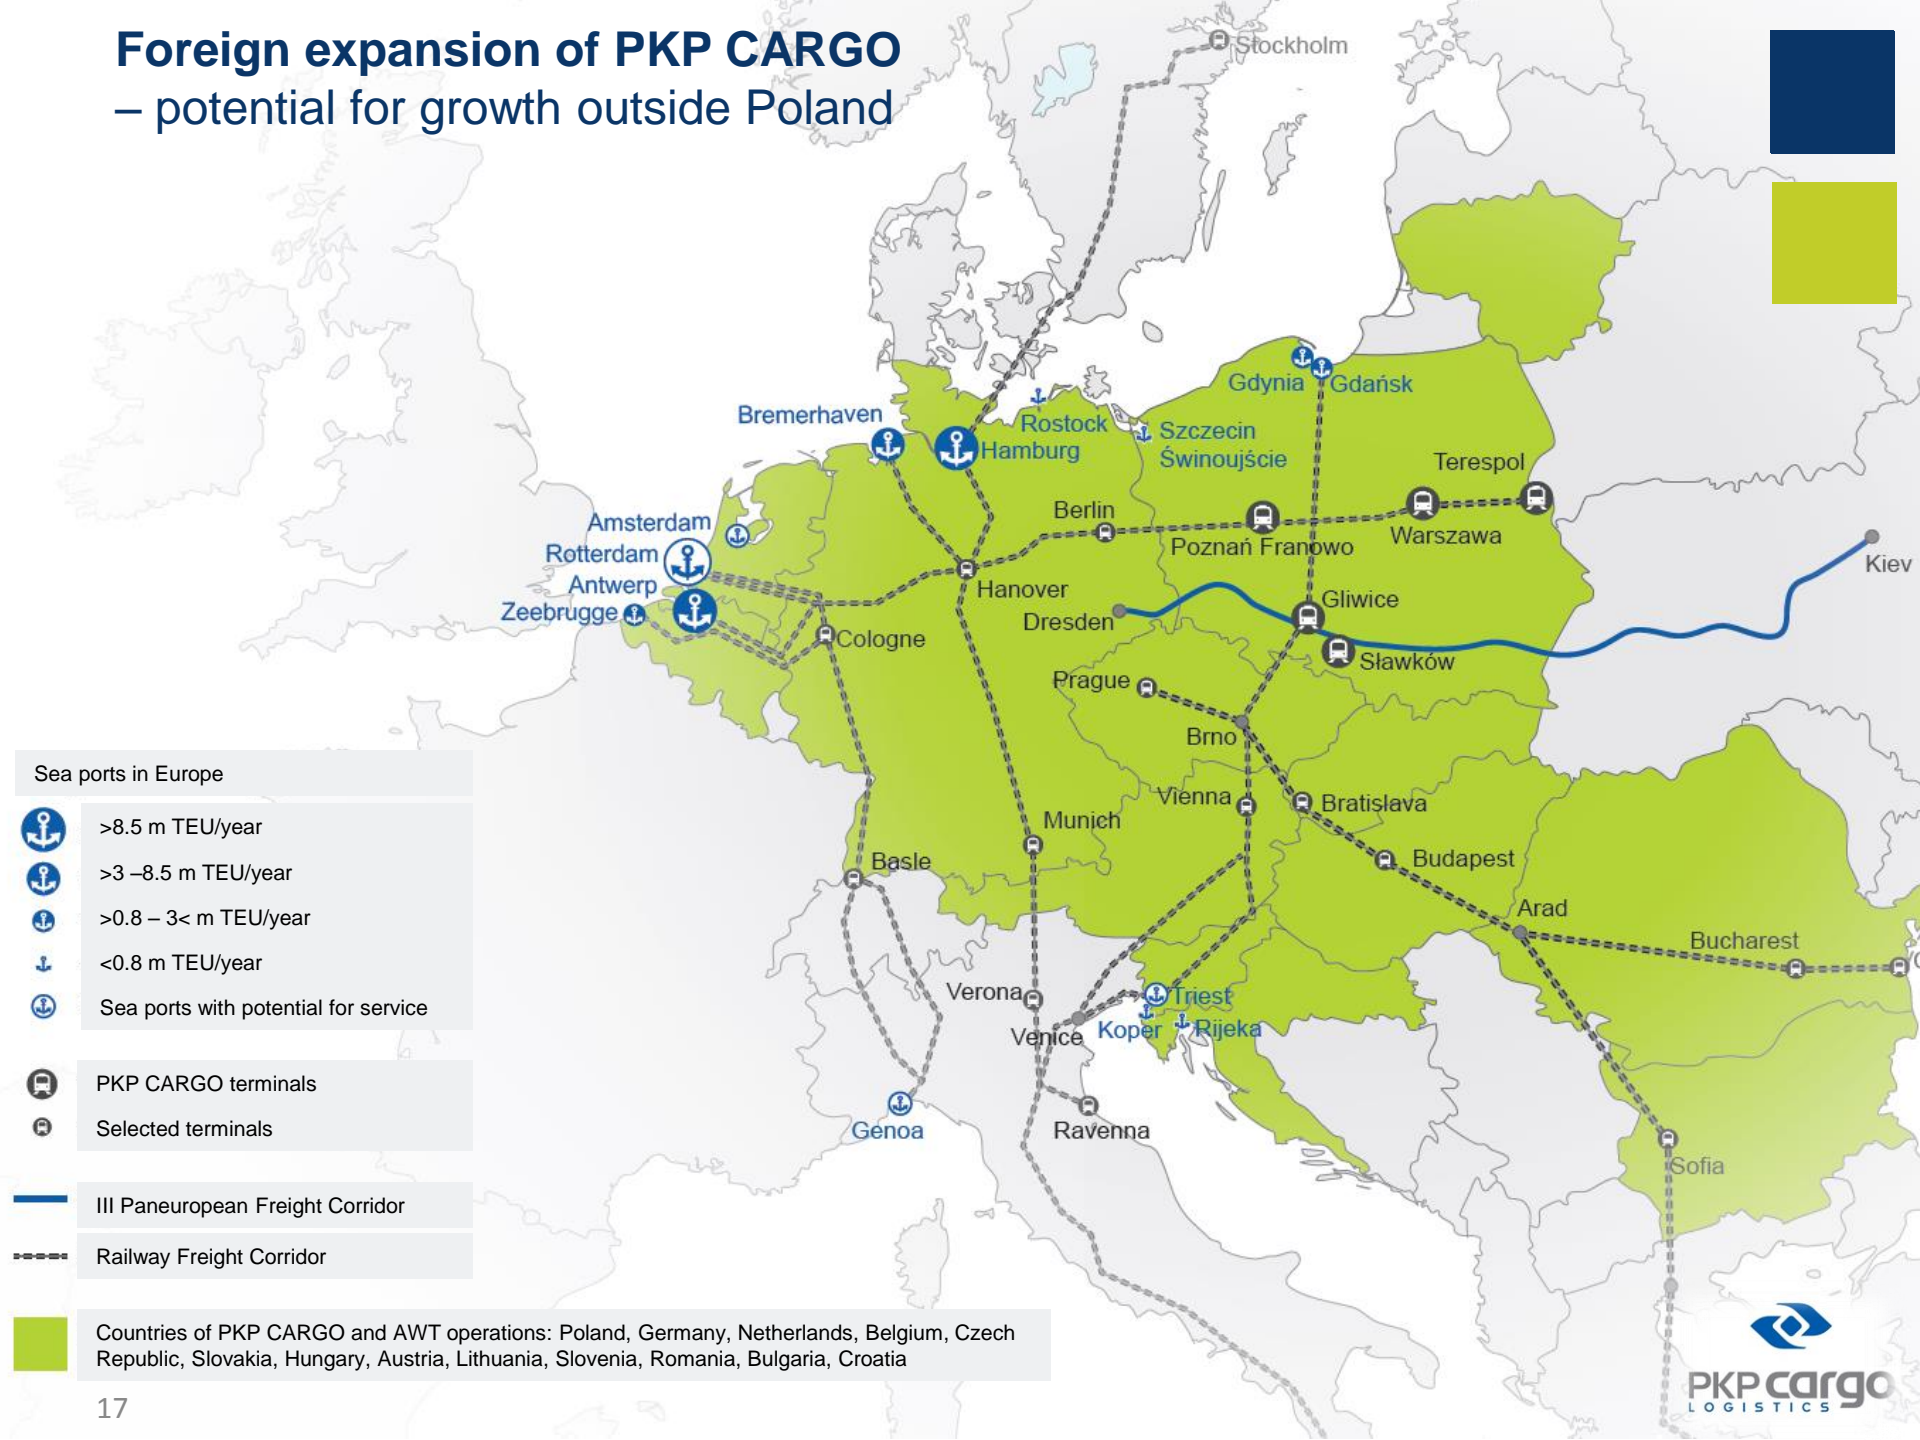 Foreign expansion of PKP CARGO
– potential for growth outside Poland
Stockholm
Gdynia
Gdańsk
Bremerhaven
Rostock
Hamburg
Szczecin
Świnoujście
Terespol
Berlin
Amsterdam
Rotterdam
Antwerp
Zeebrugge
Poznań Franowo
Warszawa
Kiev
Hanover
Dresden
Gliwice
Cologne
Sławków
Prague
Brno
Vienna
Bratislava
Munich
Basle
Budapest
Arad
Bucharest
Verona
Triest
Venice
Koper
Rijeka
Genoa
Ravenna
Sofia
Sea ports in Europe
>8.5 m TEU/year
>3 –8.5 m TEU/year
>0.8 – 3< m TEU/year
<0.8 m TEU/year
Sea ports with potential for service
PKP CARGO terminals
Selected terminals
III Paneuropean Freight Corridor
Railway Freight Corridor
Countries of PKP CARGO and AWT operations: Poland, Germany, Netherlands, Belgium, Czech
Republic, Slovakia, Hungary, Austria, Lithuania, Slovenia, Romania, Bulgaria, Croatia
17
PKP cargo
LOGISTICS